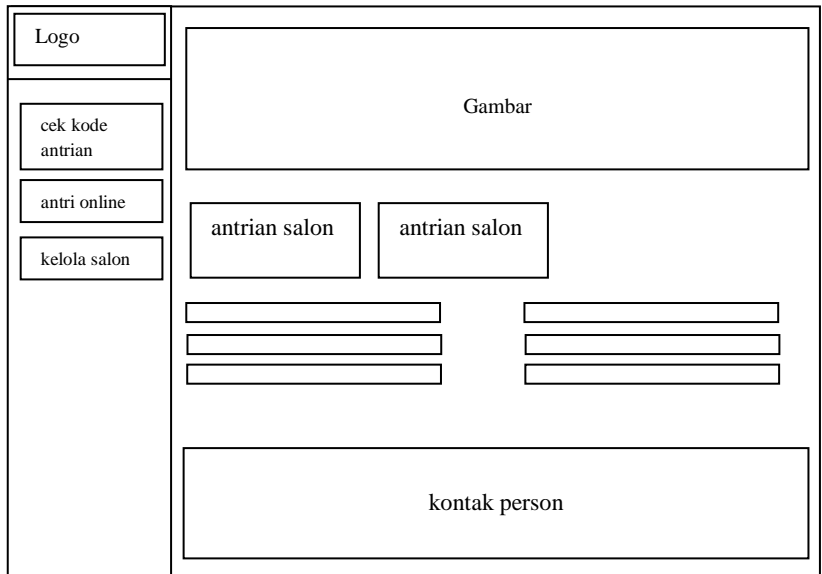 Logo
cek kode
antrian
antri online
kelola salon
Gambar
antrian salon
antrian salon
kontak person